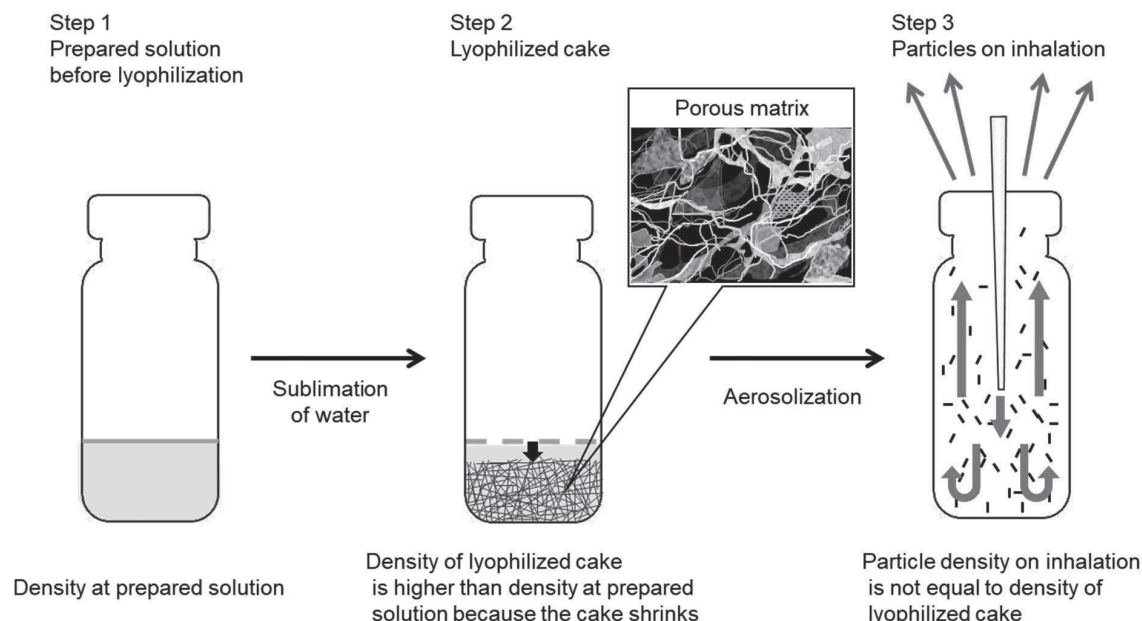 Step 1
Prepared solution
before lyophilization
Step 2
Lyophilized cake
Step 3
Particles on inhalation
Porous matrix
Sublimation
of water
Aerosolization
Density at prepared solution
Density of lyophilized cake
is higher than density at prepared
solution because the cake shrinks
Particle density on inhalation
is not equal to density of
lyophilized cake